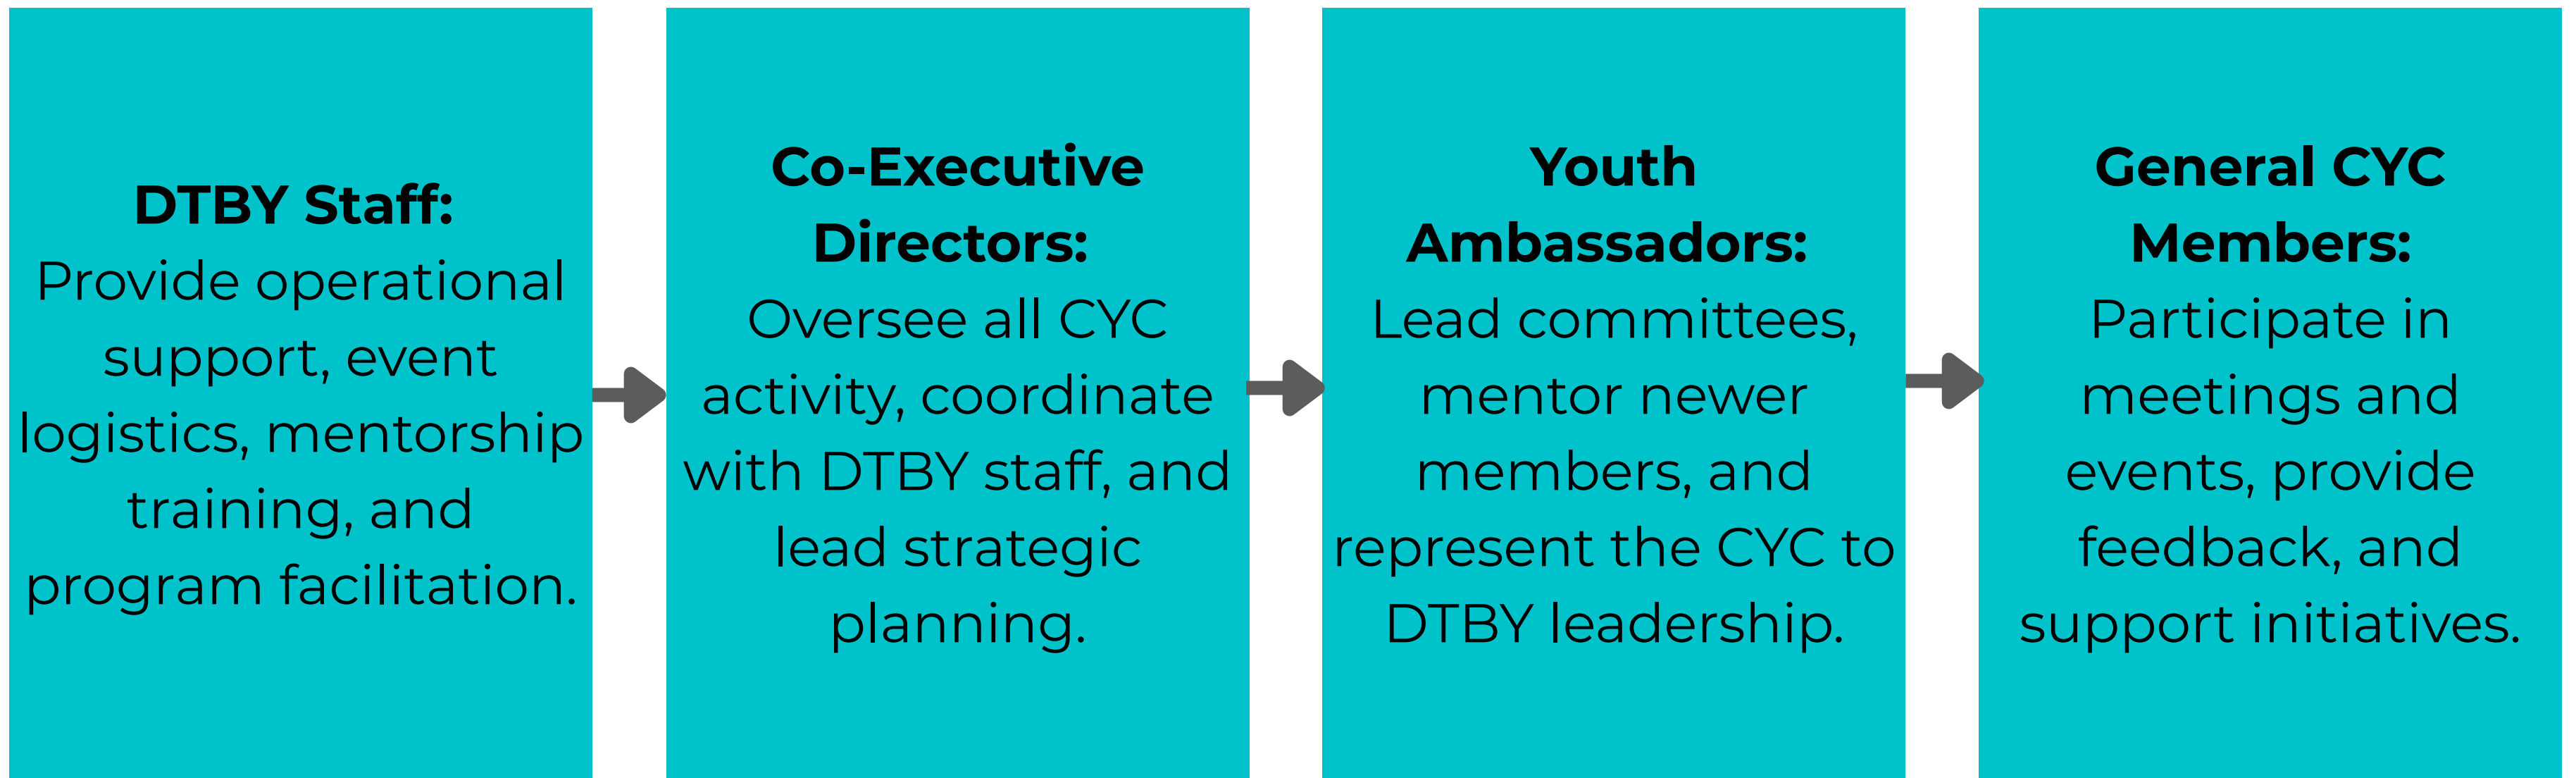 DTBY Staff:
Provide operational
support, event
logistics, mentorship
training, and
program facilitation.
Co-Executive
Directors:
Oversee all CYC
activity, coordinate
with DTBY staff, and
lead strategic
planning.
Youth
Ambassadors:
Lead committees,
mentor newer
members, and
represent the CYC to
DTBY leadership.
General CYC
Members:
Participate in
meetings and
events, provide
feedback, and
support initiatives.